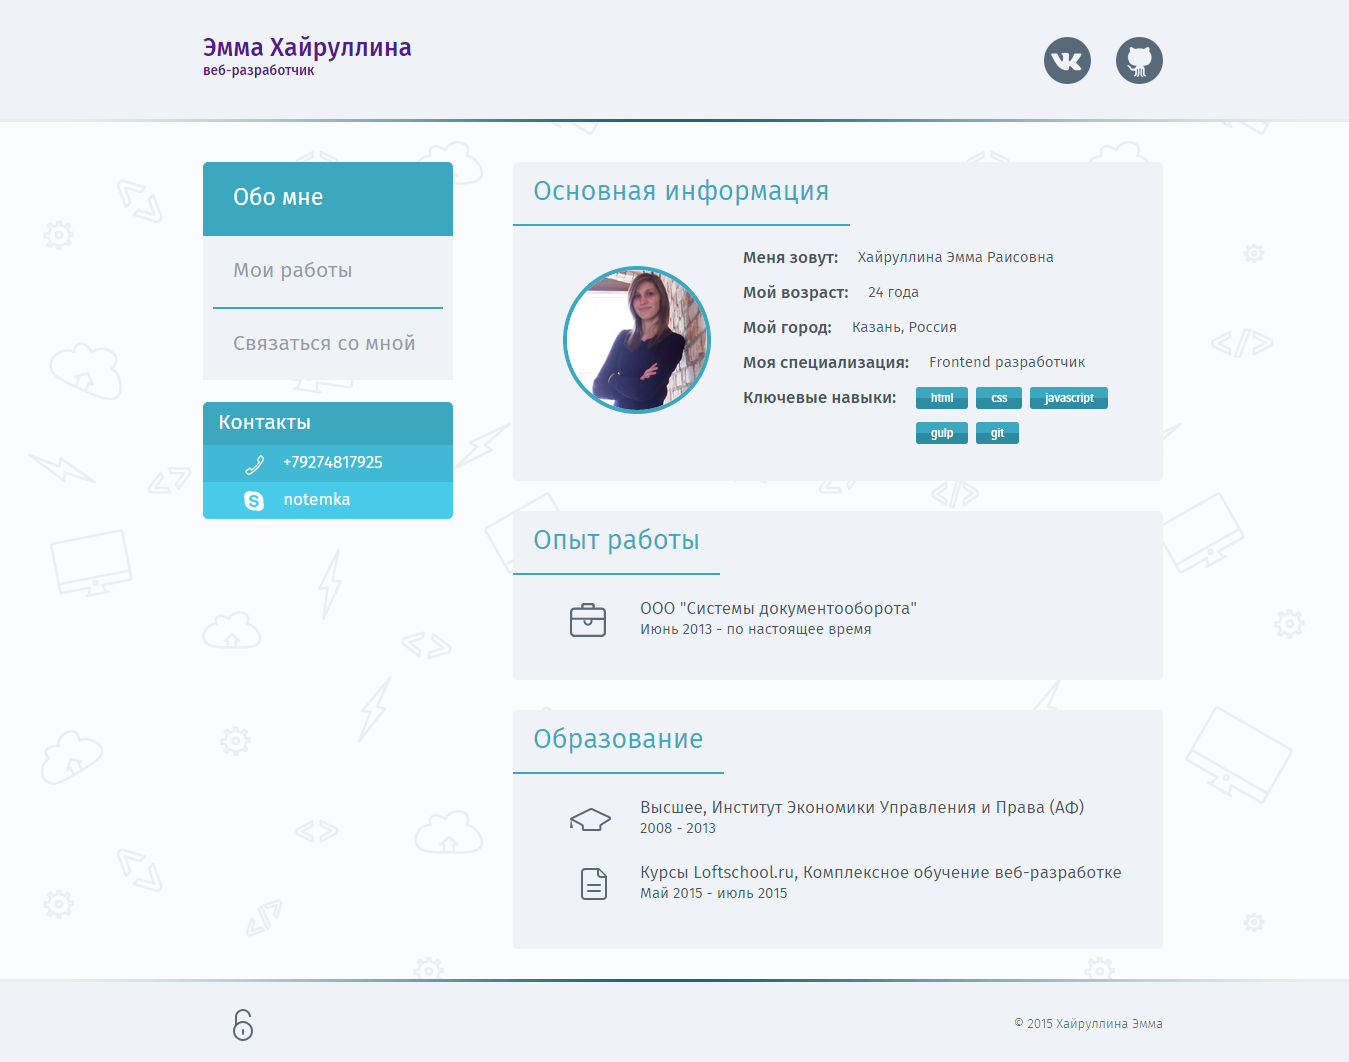 Эмма Хайруллина
веб-разработчик
Обо мне
Мои работы
Связаться со мной
Контакты
+79274817925
notemka
Основная информация
Меня зовут: Хайруллина Эмма Раисовна
Мой возраст: 24 года
Мой город: Казань, Россия
Моя специализация: Frontend разработчик
Ключевые навыки: html css javascript
gulp git
Опыт работы
ООО "Системы документооборота"
Июнь 2013 - по настоящее время
Образование
Высшее, Институт Экономики Управления и Права (АФ)
2008 - 2013
Курсы Loftschool.ru, Комплексное обучение веб-разработке
Май 2015 - июль 2015
© 2015 Хайруллина Эмма